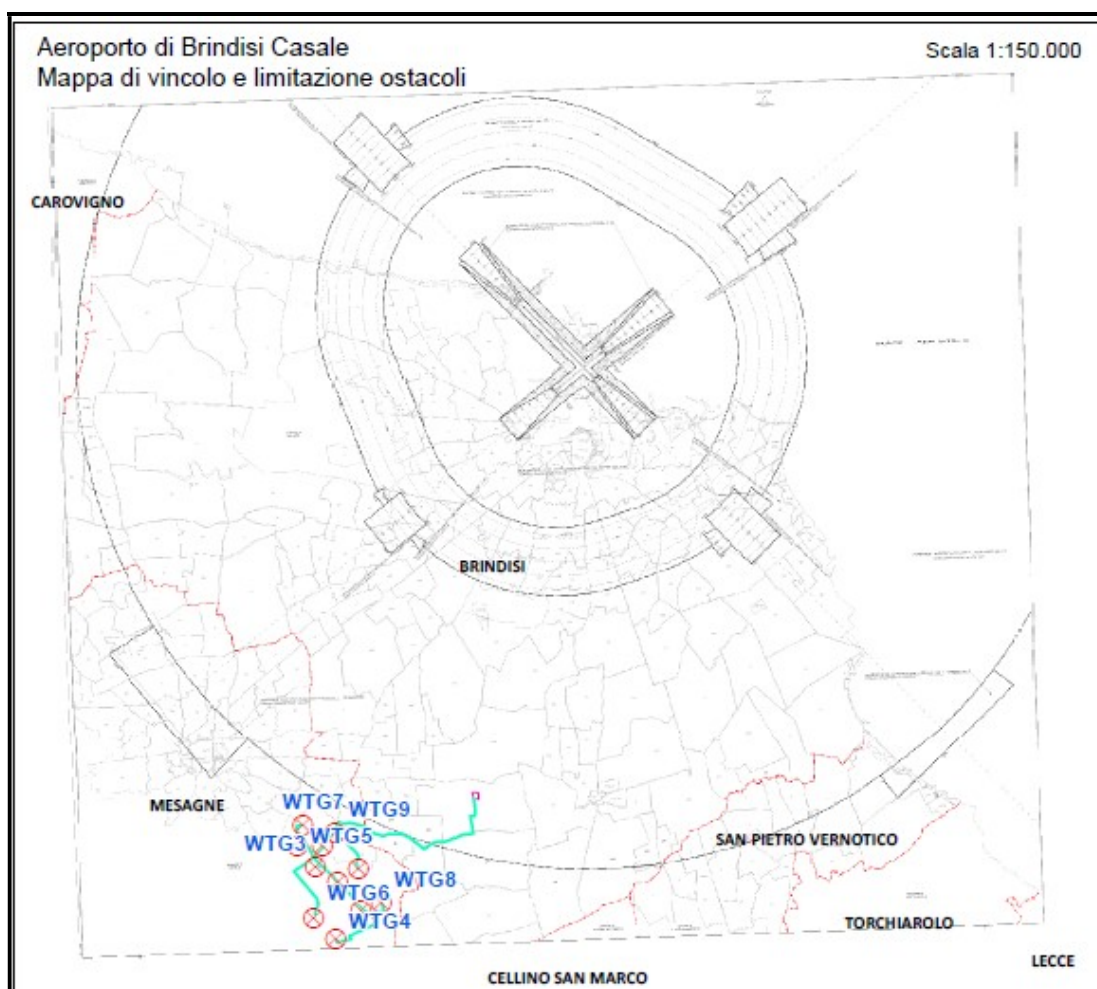 Aeroporto di Brindisi Casale
Scala 1:150.000
Mappa di vincolo e limitazione ostacoli
CAROVIGNO
BRINDISI
MESAGNE
WTG7
WTG9
WTG3
WTG5
SAN PIETRO VERNOTICO
WTG6
WTG8
WTG4
TORCHIAROLO
LECCE
CELLINO SAN MARCO